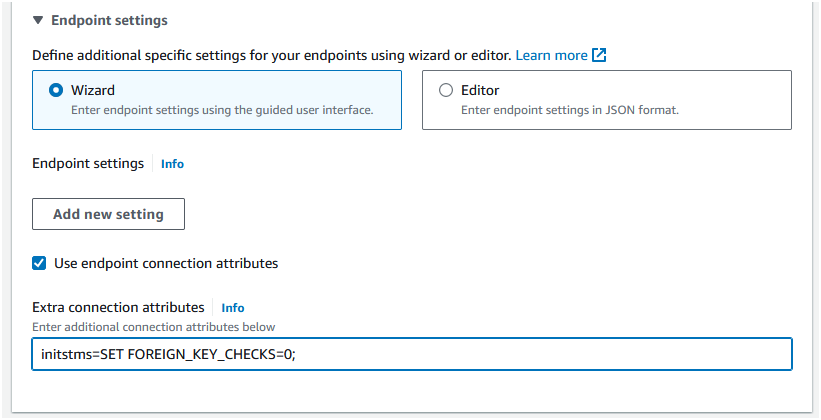 Endpoint settings
Define additional specific settings for your endpoints using wizard or editor. Learn more
Wizard
Enter endpoint settings using the guided user interface.
Editor
Enter endpoint settings in JSON format.
Endpoint settings Info
Add new setting
Use endpoint connection attributes
Extra connection attributes Info
Enter additional connection attributes below
initstms=SET FOREIGN_KEY_CHECKS=0;